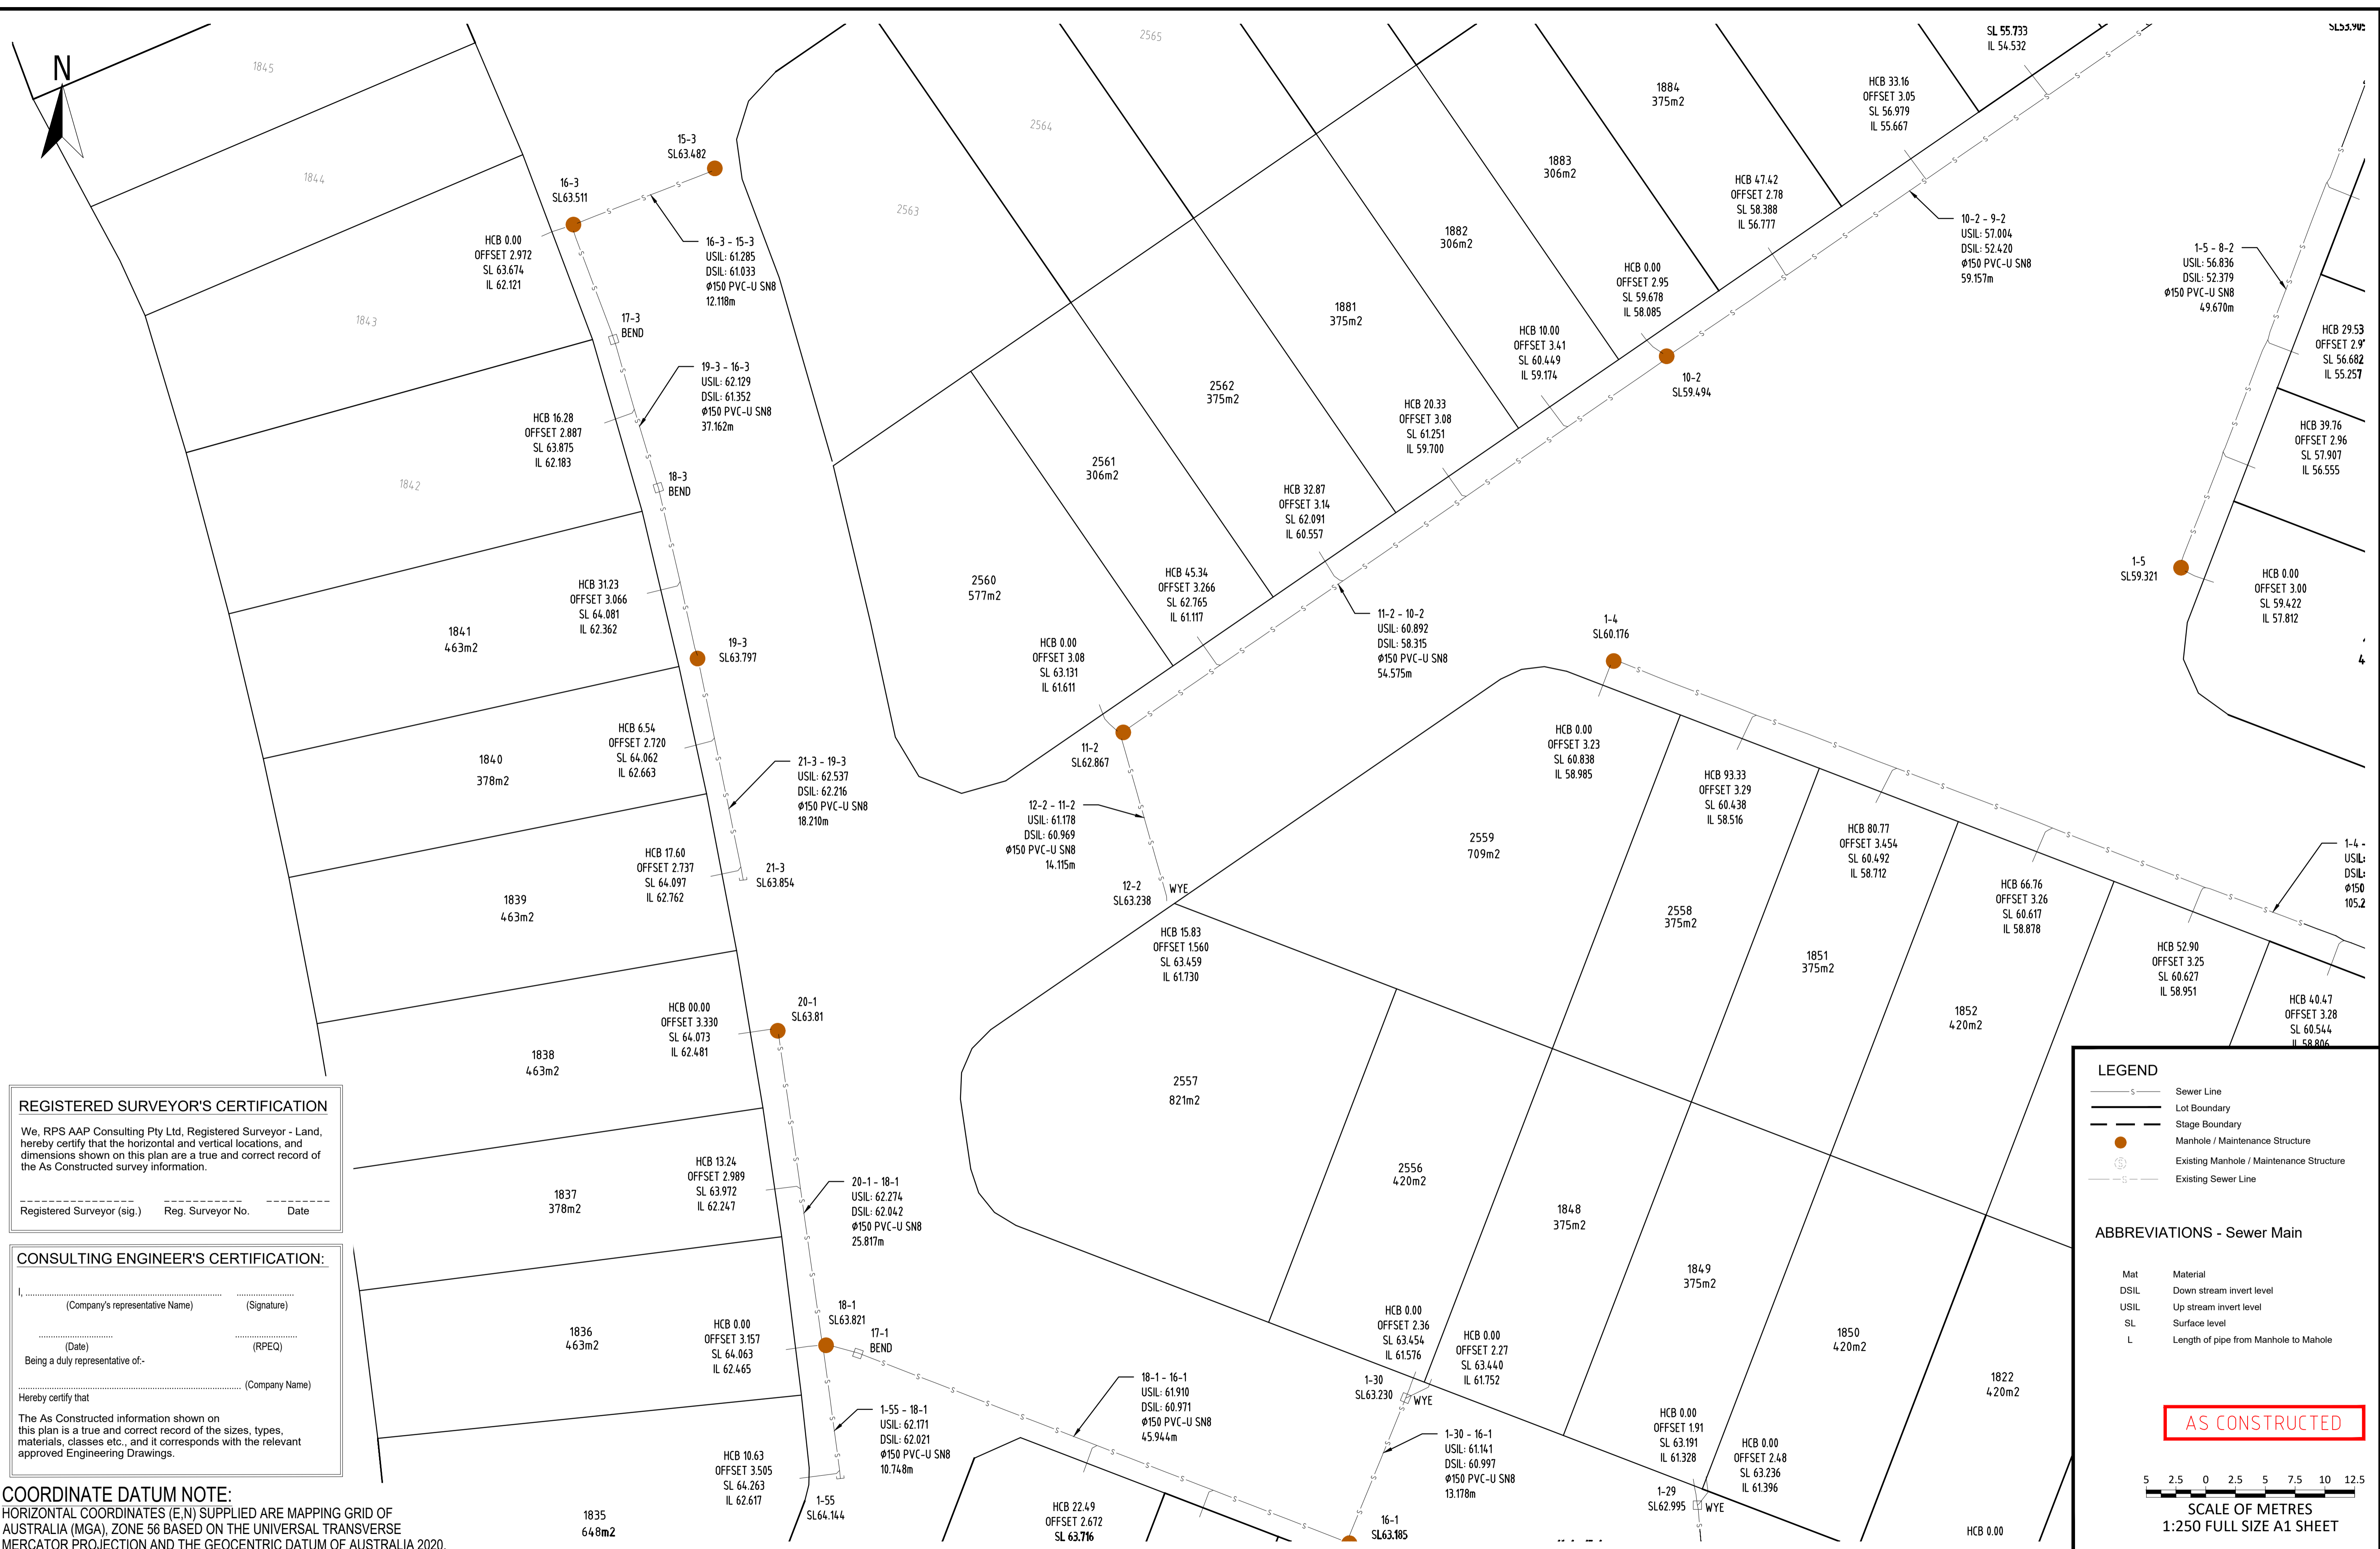 N
1845
1844
1843
1842
2565
2564
2563
15-3
SL63.482
16-3
SL63.511
HCB 0.00
OFFSET 2.972
SL 63.674
IL 62.121
16-3 - 15-3
USIL: 61.285
DSIL: 61.033
Φ150 PVC-U SN8
12.118m
17-3
BEND
19-3 - 16-3
USIL: 62.129
DSIL: 61.352
Φ150 PVC-U SN8
37.162m
HCB 16.28
OFFSET 2.887
SL 63.875
IL 62.183
18-3
BEND
HCB 31.23
OFFSET 3.066
SL 64.081
IL 62.362
1841
463m2
19-3
SL63.797
HCB 6.54
OFFSET 2.720
SL 64.062
IL 62.663
1840
378m2
21-3 - 19-3
USIL: 62.537
DSIL: 62.216
Φ150 PVC-U SN8
18.210m
HCB 17.60
OFFSET 2.737
SL 64.097
IL 62.762
21-3
SL63.854
1839
463m2
20-1
SL63.81
HCB 00.00
OFFSET 3.330
SL 64.073
IL 62.481
1838
463m2
HCB 13.24
OFFSET 2.989
SL 63.972
IL 62.247
1837
378m2
20-1 - 18-1
USIL: 62.274
DSIL: 62.042
Φ150 PVC-U SN8
25.817m
18-1
SL63.821
17-1
BEND
HCB 0.00
OFFSET 3.157
SL 64.063
IL 62.465
1836
463m2
1-55 - 18-1
USIL: 62.171
DSIL: 62.021
Φ150 PVC-U SN8
10.748m
HCB 10.63
OFFSET 3.505
SL 64.263
IL 62.617
1-55
SL64.144
1835
648m2
18-1 - 16-1
USIL: 61.910
DSIL: 60.971
Φ150 PVC-U SN8
45.944m
HCB 22.49
OFFSET 2.672
SL 63.716
16-1
SL63.185
1-30 - 16-1
USIL: 61.141
DSIL: 60.997
Φ150 PVC-U SN8
13.178m
1-30
SL63.230
WYE
HCB 0.00
OFFSET 2.36
SL 63.454
IL 61.576
HCB 0.00
OFFSET 2.27
SL 63.440
IL 61.752
HCB 0.00
OFFSET 1.91
SL 63.191
IL 61.328
HCB 0.00
OFFSET 2.48
SL 63.236
IL 61.396
1-29
SL62.995
WYE
HCB 0.00
1884
375m2
1883
306m2
1882
306m2
1881
375m2
2562
375m2
2561
306m2
2560
577m2
SL 55.733
IL 54.532
HCB 33.16
OFFSET 3.05
SL 56.979
IL 55.667
HCB 47.42
OFFSET 2.78
SL 58.388
IL 56.777
HCB 0.00
OFFSET 2.95
SL 59.678
IL 58.085
HCB 10.00
OFFSET 3.41
SL 60.449
IL 59.174
HCB 20.33
OFFSET 3.08
SL 61.251
IL 59.700
HCB 32.87
OFFSET 3.14
SL 62.091
IL 60.557
HCB 45.34
OFFSET 3.266
SL 62.765
IL 61.117
HCB 0.00
OFFSET 3.08
SL 63.131
IL 61.611
10-2
SL59.494
10-2 - 9-2
USIL: 57.004
DSIL: 52.420
Φ150 PVC-U SN8
59.157m
11-2 - 10-2
USIL: 60.892
DSIL: 58.315
Φ150 PVC-U SN8
54.575m
11-2
SL62.867
12-2 - 11-2
USIL: 61.178
DSIL: 60.969
Φ150 PVC-U SN8
14.115m
12-2
SL63.238
WYE
HCB 15.83
OFFSET 1.560
SL 63.459
IL 61.730
SL53.905
1-5 - 8-2
USIL: 56.836
DSIL: 52.379
Φ150 PVC-U SN8
49.670m
HCB 29.53
OFFSET 2.9
SL 56.682
IL 55.257
HCB 39.76
OFFSET 2.96
SL 57.907
IL 56.555
1-5
SL59.321
HCB 0.00
OFFSET 3.00
SL 59.422
IL 57.812
4
1-4
SL60.176
HCB 0.00
OFFSET 3.23
SL 60.838
IL 58.985
HCB 93.33
OFFSET 3.29
SL 60.438
IL 58.516
HCB 80.77
OFFSET 3.454
SL 60.492
IL 58.712
HCB 66.76
OFFSET 3.26
SL 60.617
IL 58.878
HCB 52.90
OFFSET 3.25
SL 60.627
IL 58.951
HCB 40.47
OFFSET 3.28
SL 60.544
IL 58.806
1-4 -
USIL:
DSIL:
Φ150
105.2
2559
709m2
2558
375m2
1851
375m2
1852
420m2
2557
821m2
2556
420m2
1848
375m2
1849
375m2
1850
420m2
1822
420m2
REGISTERED SURVEYOR'S CERTIFICATION
We, RPS AAP Consulting Pty Ltd, Registered Surveyor - Land,
hereby certify that the horizontal and vertical locations, and
dimensions shown on this plan are a true and correct record of
the As Constructed survey information.
Registered Surveyor (sig.) Reg. Surveyor No. Date
CONSULTING ENGINEER'S CERTIFICATION:
I,
(Company's representative Name) (Signature)
(Date) (RPEQ)
Being a duly representative of:-
(Company Name)
Hereby certify that
The As Constructed information shown on
this plan is a true and correct record of the sizes, types,
materials, classes etc., and it corresponds with the relevant
approved Engineering Drawings.
COORDINATE DATUM NOTE:
HORIZONTAL COORDINATES (E,N) SUPPLIED ARE MAPPING GRID OF
AUSTRALIA (MGA), ZONE 56 BASED ON THE UNIVERSAL TRANSVERSE
MERCATOR PROJECTION AND THE GEOCENTRIC DATUM OF AUSTRALIA 2020.
LEGEND
S Sewer Line
Lot Boundary
Stage Boundary
Manhole / Maintenance Structure
S Existing Manhole / Maintenance Structure
S Existing Sewer Line
ABBREVIATIONS - Sewer Main
Mat Material
DSIL Down stream invert level
USIL Up stream invert level
SL Surface level
L Length of pipe from Manhole to Mahole
AS CONSTRUCTED
5 2.5 0 2.5 5 7.5 10 12.5
SCALE OF METRES
1:250 FULL SIZE A1 SHEET